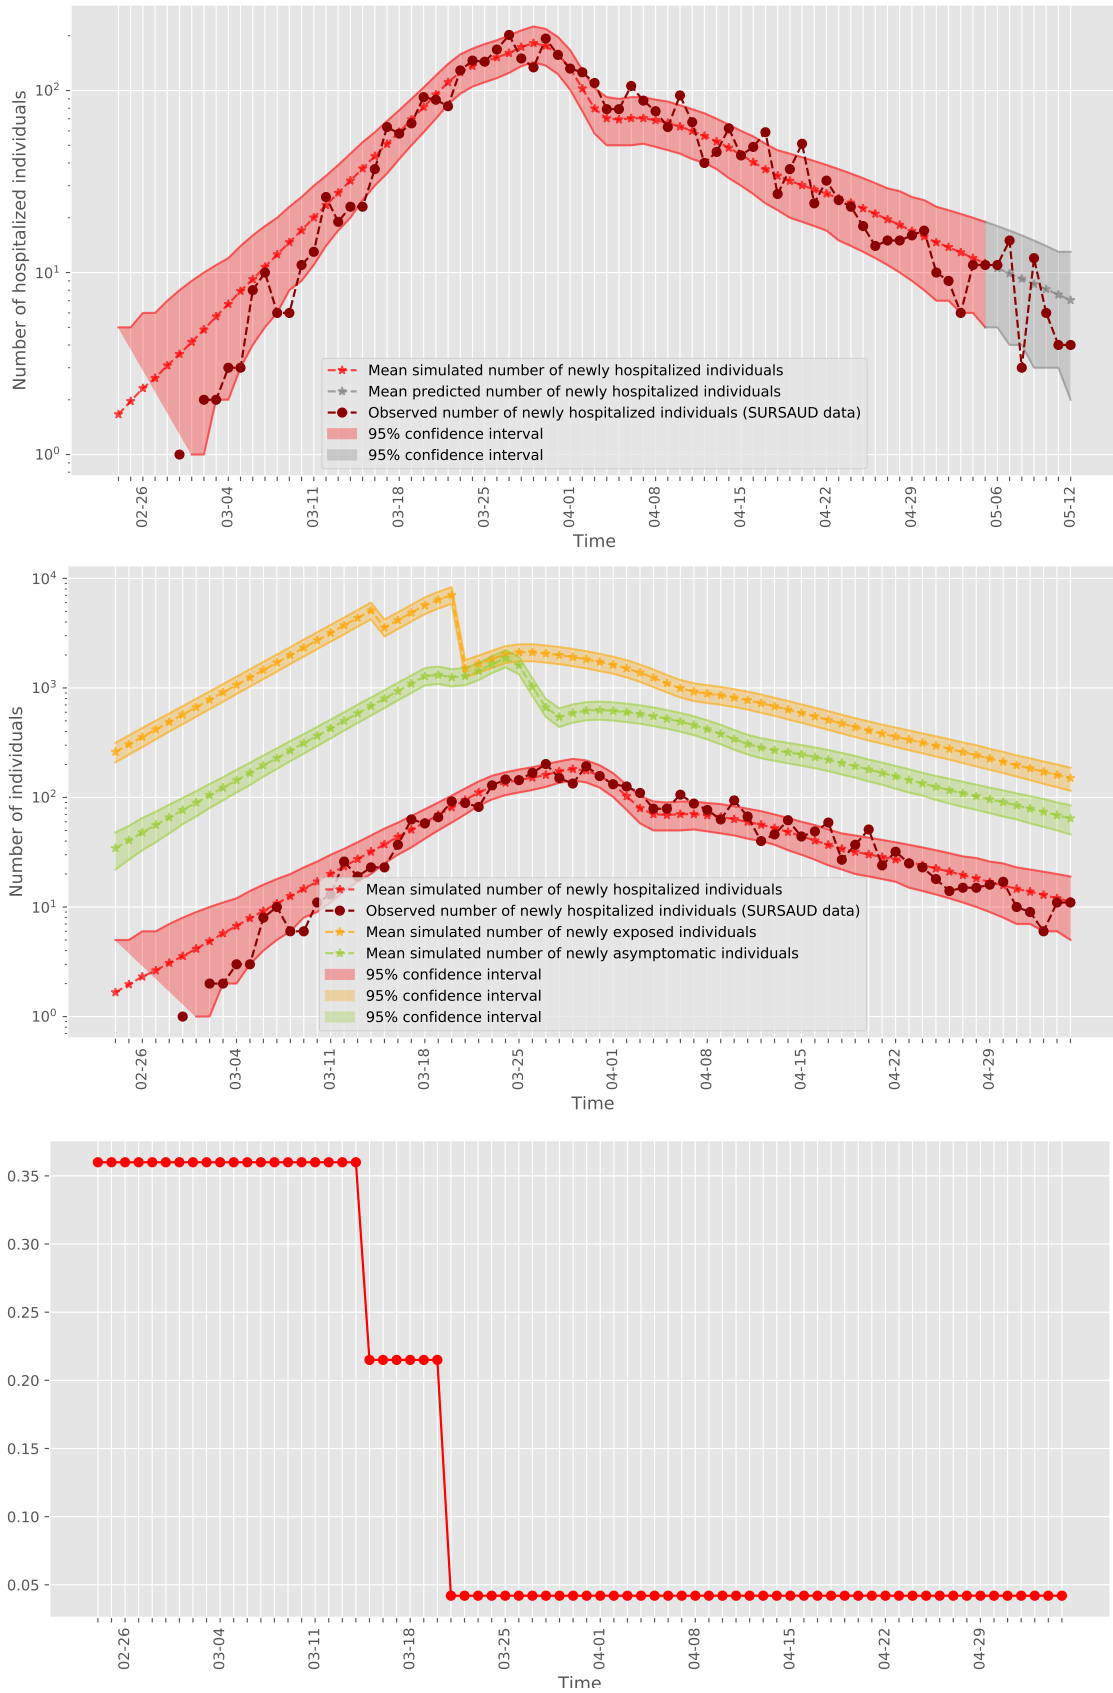 Number of hospitalized individuals
10²
10¹
10⁰
Mean simulated number of newly hospitalized individuals
Mean predicted number of newly hospitalized individuals
Observed number of newly hospitalized individuals (SURSAUD data)
95% confidence interval
95% confidence interval
02-26
03-04
03-11
03-18
03-25
04-01
04-08
04-15
04-22
04-29
05-06
05-12
Time
Number of individuals
10⁴
10³
10²
10¹
10⁰
Mean simulated number of newly hospitalized individuals
Observed number of newly hospitalized individuals (SURSAUD data)
Mean simulated number of newly exposed individuals
Mean simulated number of newly asymptomatic individuals
95% confidence interval
95% confidence interval
95% confidence interval
02-26
03-04
03-11
03-18
03-25
04-01
04-08
04-15
04-22
04-29
Time
0.35
0.30
0.25
0.20
0.15
0.10
0.05
02-26
03-04
03-11
03-18
03-25
04-01
04-08
04-15
04-22
04-29
Time